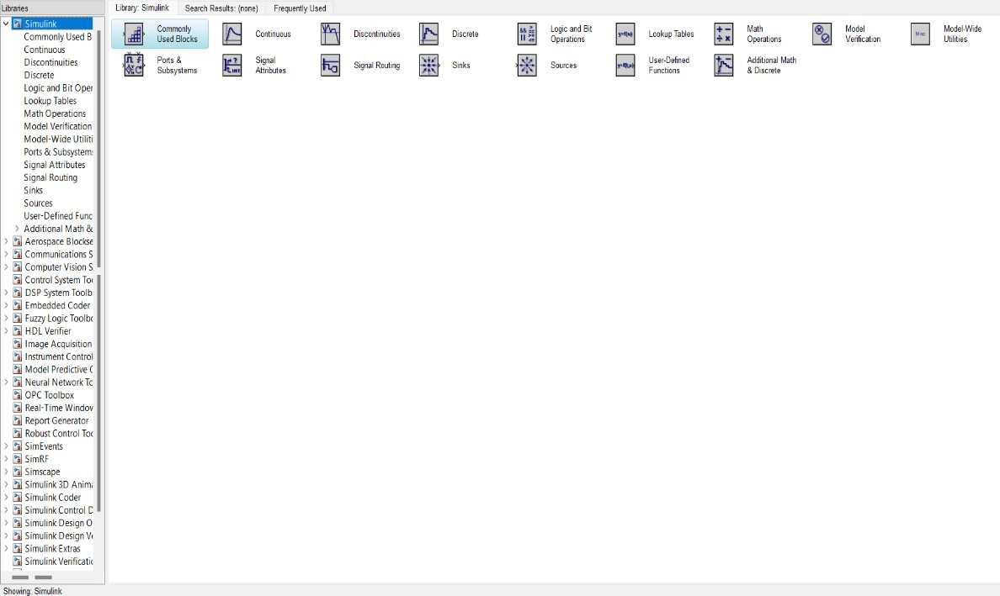 Libraries
Simulink
Commonly Used B
Continuous
Discontinuities
Discrete
Logic and Bit Oper
Lookup Tables
Math Operations
Model Verification
Model-Wide Utiliti
Ports & Subsystem
Signal Attributes
Signal Routing
Sinks
Sources
User-Defined Func
Additional Math &
Aerospace Blockse
Communications S
Computer Vision S
Control System Too
DSP System Toolb
Embedded Coder
Fuzzy Logic Toolbo
HDL Verifier
Image Acquisition
Instrument Control
Model Predictive C
Neural Network To
OPC Toolbox
Real-Time Window
Report Generator
Robust Control Too
SimEvents
SimRF
Simscape
Simulink 3D Anima
Simulink Coder
Simulink Control D
Simulink Design O
Simulink Design Ve
Simulink Extras
Simulink Verificatio
Library: Simulink
Search Results: (none)
Frequently Used
Commonly
Used Blocks
Continuous
Discontinuities
Discrete
Logic and Bit
Operations
y=f(u)
Lookup Tables
Math
Operations
Model
Verification
Misc.
Model-Wide
Utilities
Ports &
Subsystems
Signal
Attributes
Signal Routing
Sinks
Sources
y=f(u)
User-Defined
Functions
Additional Math
& Discrete
Showing: Simulink